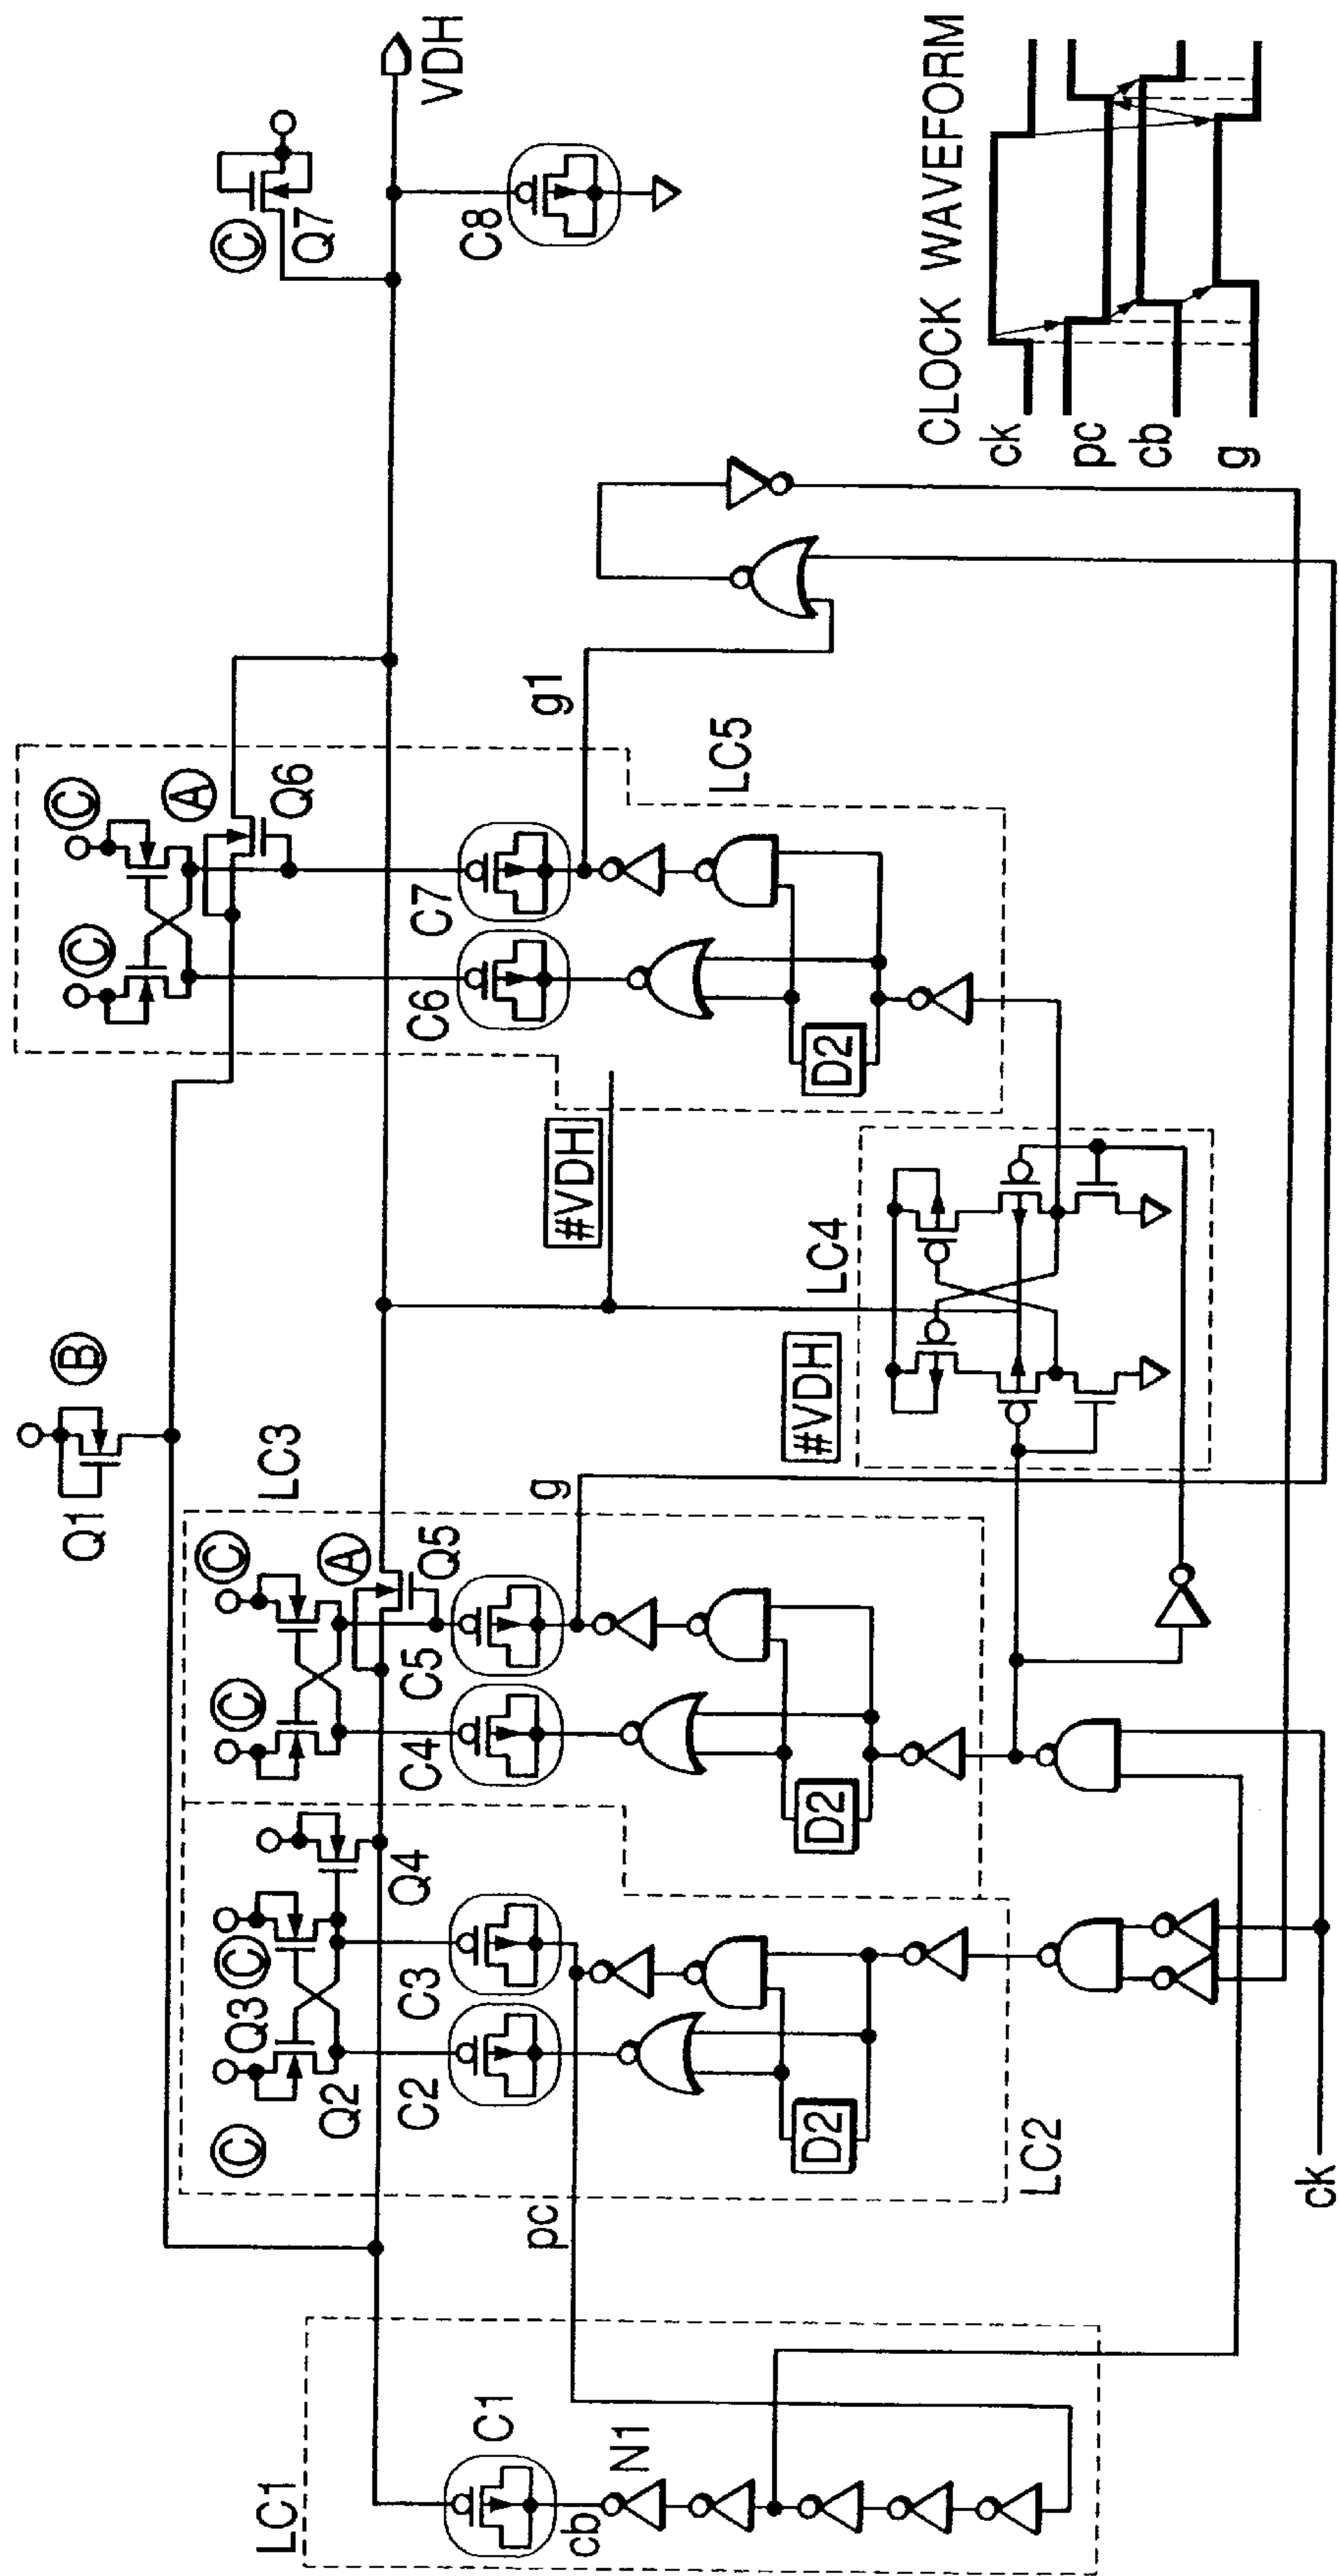 Q1
Ⓑ
Ⓒ
Ⓒ
Ⓐ
Q6
Ⓒ
Q7
VDH
C8
LC3
Ⓒ
Q3
Ⓒ
Q2
Q4
Ⓒ
Ⓒ
Ⓐ
Q5
LC1
C1
cb
N1
pc
C2
C3
C4
C5
g
C6
C7
g1
LC5
#VDH
#VDH
LC4
D2
D2
D2
LC2
ck
CLOCK WAVEFORM
ck
pc
cb
g